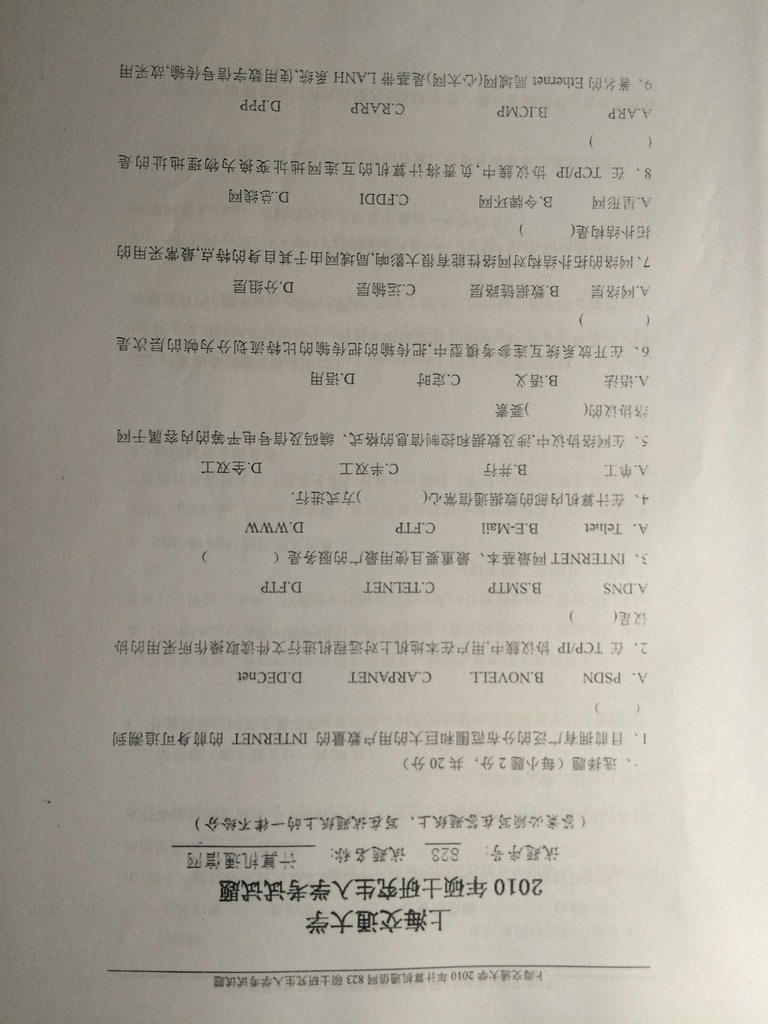 上海交通大学 2010 年计算机通信网 823 硕士研究生入学考试试题
上海交通大学
2010 年硕士研究生入学考试试题
试题序号: 823 试题名称: 计算机通信网
（答案必须写在答题纸上，写在试题纸上的一律不给分）
一、选择题（每小题 2 分，共 20 分）
1、目前拥有广泛的分布范围和巨大的用户数量的 INTERNET 的前身可追溯到
（ ）
A．PSDN B.NOVELL C.ARPANET D.DECnet
2、在 TCP/IP 协议簇中,用户在本地机上对远程机进行文件读取操作所采用的协
议是( )
A.DNS B.SMTP C.TELNET D.FTP
3、INTERNET 网最基本、最重要且使用最广的服务是（ ）
A．Telnet B.E-Mail C.FTP D.WWW
4、在计算机内部的数据通信常心( )方式进行.
A.单工 B.并行 C.半双工 D.全双工
5、在网络协议中,涉及数据和控制信息的格式、编码及信号电平等的内容属于网
络协议的( )要素
A.语法 B.语义 C.定时 D.语用
6、在开放系统互连参考模型中,把传输的把传输的比特流划分为帧的层次是
( )
A.网络层 B.数据链路层 C.运输层 D.分组层
7、网络的拓扑结构对网络性能有很大影响,局域网由于其自身的特点,最常采用的
拓扑结构是( )
A.星形网 B.令牌环网 C.FDDI D..总线网
8、在 TCP/IP 协议簇中,负责将计算机的互连网地址变换为物理地址的是
( )
A.ARP B.ICMP C.RARP D.PPP
9、著名的 Ethernet 局域网(心太网)是基带 LANH 系统,使用数字信号传输,故采用